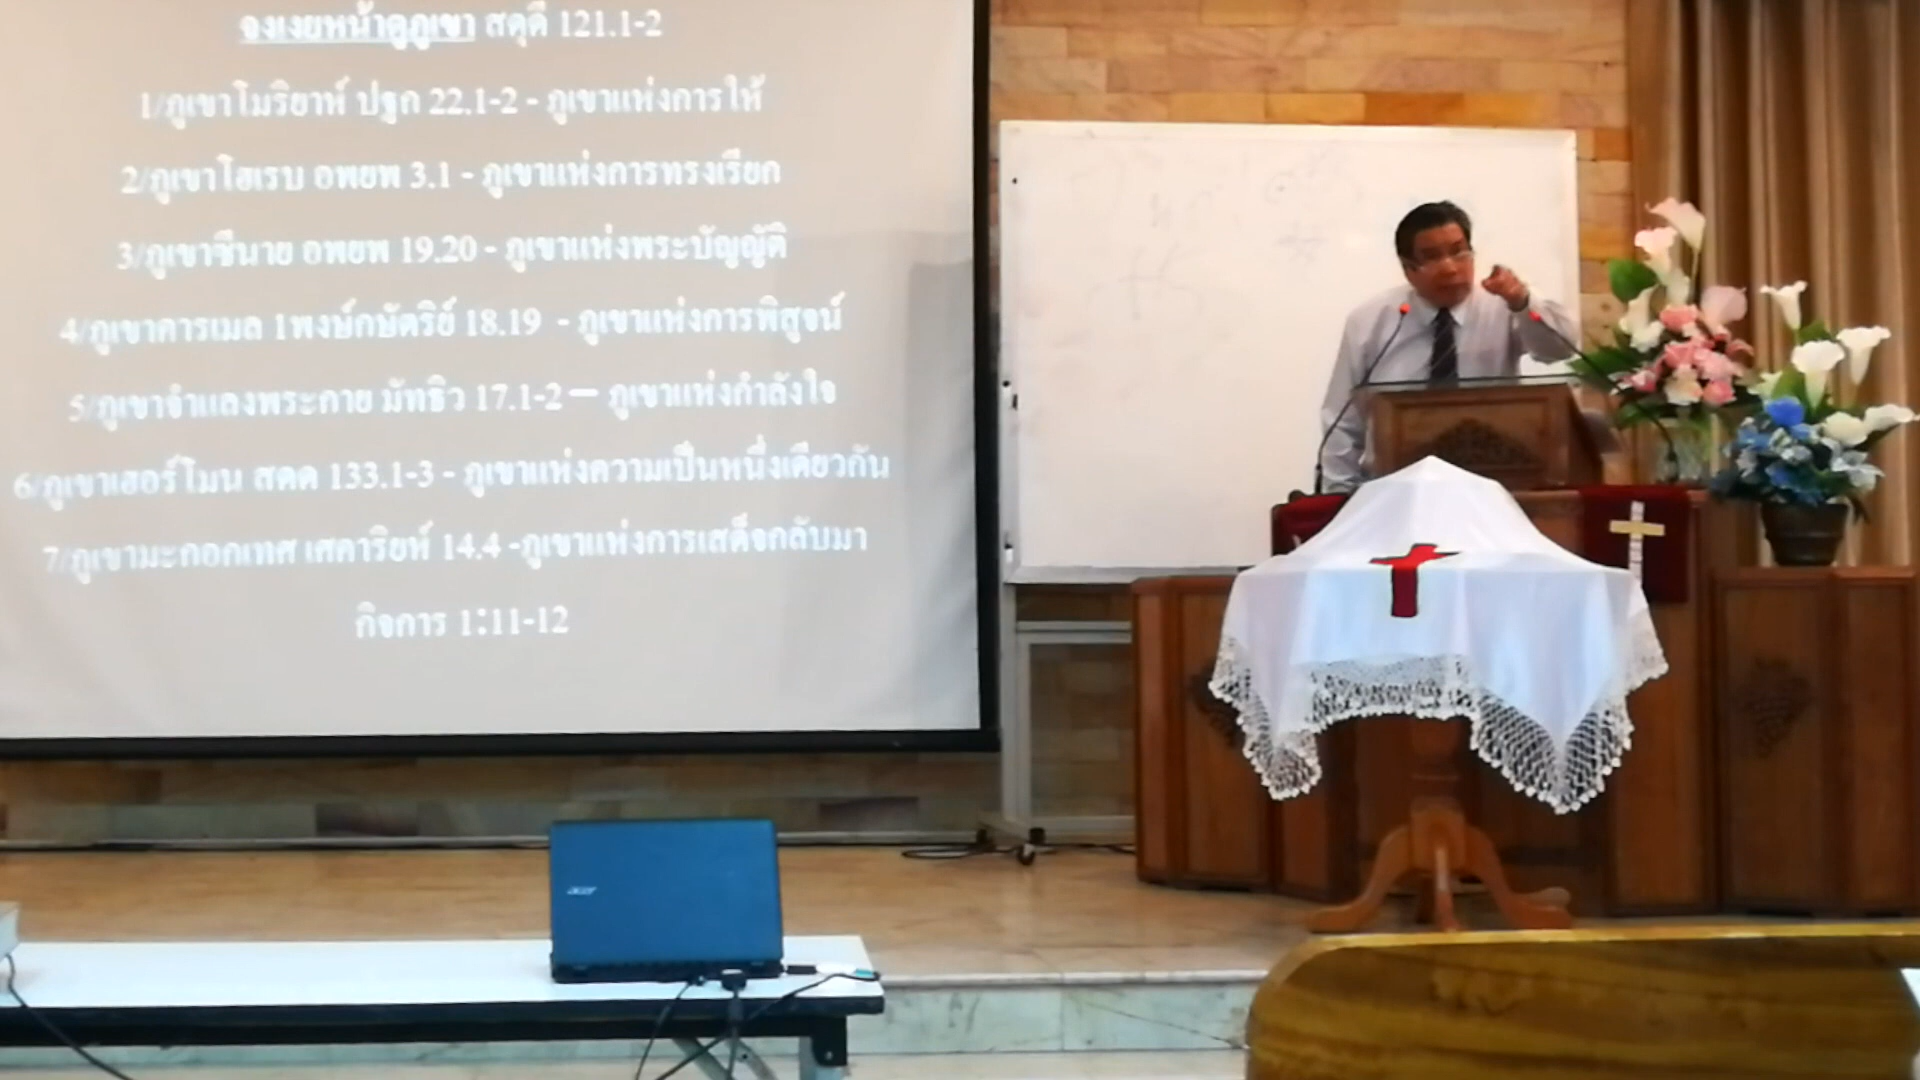 จงเงยหน้าดูภูเขา สดุดี 121.1-2
1/ภูเขาโมริยาห์ ปฐก 22.1-2 - ภูเขาแห่งการให้
2/ภูเขาโฮเรบ อพยพ 3.1 - ภูเขาแห่งการทรงเรียก
3/ภูเขาซีนาย อพยพ 19.20 - ภูเขาแห่งพระบัญญัติ
4/ภูเขาคารเมล 1พงษ์กษัตริย์ 18.19 - ภูเขาแห่งการพิสูจน์
5/ภูเขาจำแลงพระกาย มัทธิว 17.1-2 – ภูเขาแห่งกำลังใจ
6/ภูเขาเฮอร์โมน สดด 133.1-3 - ภูเขาแห่งความเป็นหนึ่งเดียวกัน
7/ภูเขามะกอกเทศ เศคาริยห์ 14.4 -ภูเขาแห่งการเสด็จกลับมา
กิจการ 1:11-12
acer